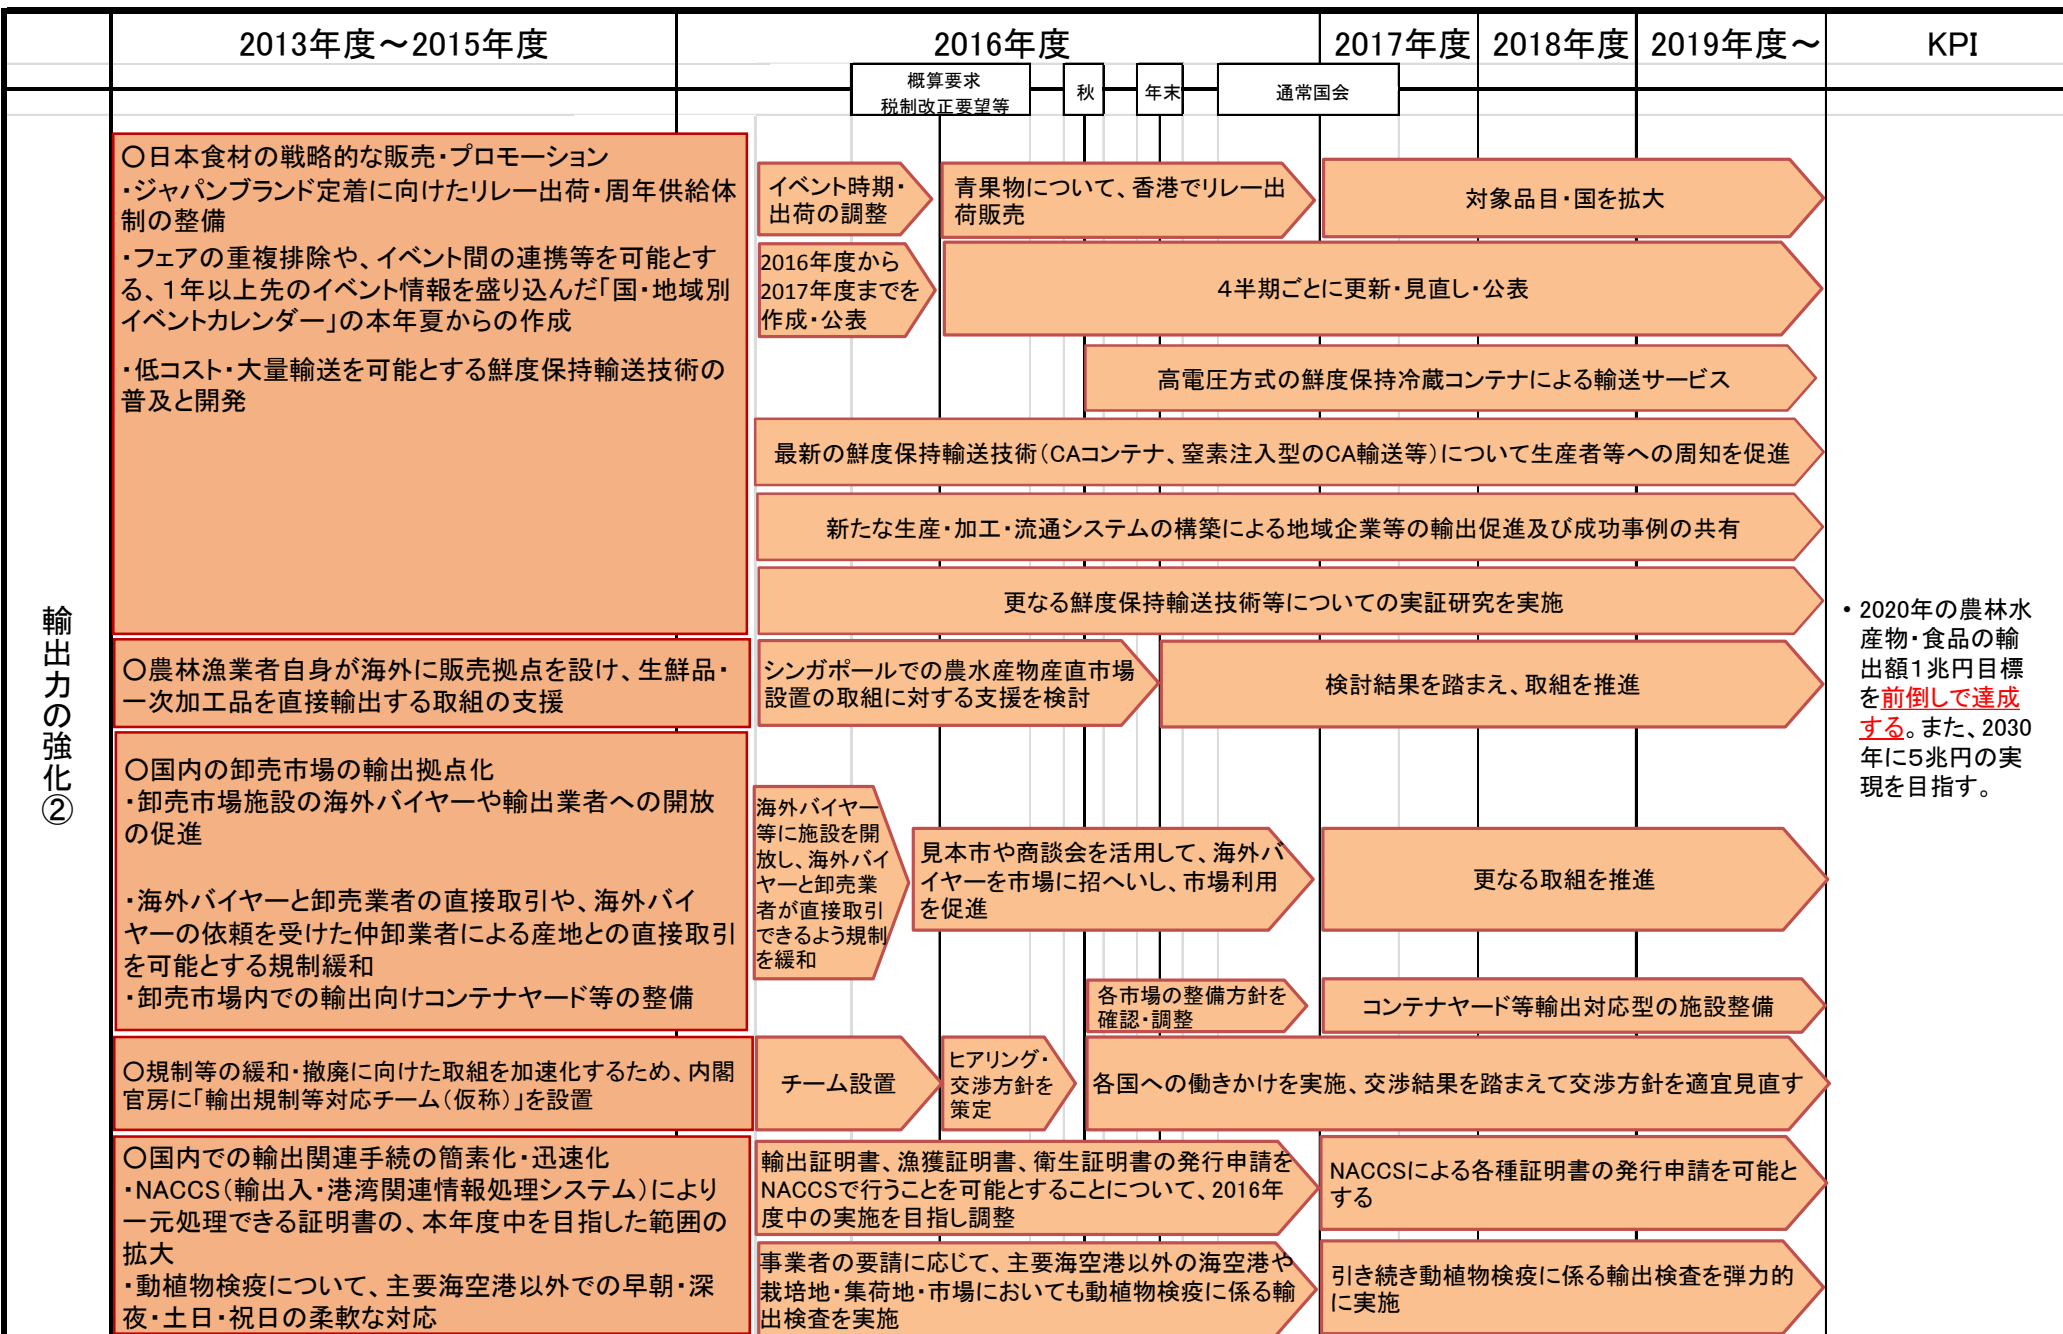 2013年度～2015年度
2016年度
2017年度
2018年度
2019年度～
KPI
概算要求
税制改正要望等
秋
年末
通常国会
輸出力の強化②
○日本食材の戦略的な販売・プロモーション
・ジャパンブランド定着に向けたリレー出荷・周年供給体
制の整備
・フェアの重複排除や、イベント間の連携等を可能とす
る、１年以上先のイベント情報を盛り込んだ「国・地域別
イベントカレンダー」の本年夏からの作成
・低コスト・大量輸送を可能とする鮮度保持輸送技術の
普及と開発
イベント時期・
出荷の調整
青果物について、香港でリレー出
荷販売
対象品目・国を拡大
2016年度から
2017年度までを
作成・公表
４半期ごとに更新・見直し・公表
高電圧方式の鮮度保持冷蔵コンテナによる輸送サービス
最新の鮮度保持輸送技術（CAコンテナ、窒素注入型のCA輸送等）について生産者等への周知を促進
新たな生産・加工・流通システムの構築による地域企業等の輸出促進及び成功事例の共有
更なる鮮度保持輸送技術等についての実証研究を実施
○農林漁業者自身が海外に販売拠点を設け、生鮮品・
一次加工品を直接輸出する取組の支援
シンガポールでの農水産物産直市場
設置の取組に対する支援を検討
検討結果を踏まえ、取組を推進
○国内の卸売市場の輸出拠点化
・卸売市場施設の海外バイヤーや輸出業者への開放
の促進
・海外バイヤーと卸売業者の直接取引や、海外バイ
ヤーの依頼を受けた仲卸業者による産地との直接取引
を可能とする規制緩和
・卸売市場内での輸出向けコンテナヤード等の整備
海外バイヤー
等に施設を開
放し、海外バイ
ヤーと卸売業
者が直接取引
できるよう規制
を緩和
見本市や商談会を活用して、海外バ
イヤーを市場に招へいし、市場利用
を促進
更なる取組を推進
各市場の整備方針を
確認・調整
コンテナヤード等輸出対応型の施設整備
○規制等の緩和・撤廃に向けた取組を加速化するため、内閣
官房に「輸出規制等対応チーム（仮称）」を設置
チーム設置
ヒアリング・
交渉方針を
策定
各国への働きかけを実施、交渉結果を踏まえて交渉方針を適宜見直す
○国内での輸出関連手続の簡素化・迅速化
・NACCS（輸出入・港湾関連情報処理システム）により
一元処理できる証明書の、本年度中を目指した範囲の
拡大
・動植物検疫について、主要海空港以外での早朝・深
夜・土日・祝日の柔軟な対応
輸出証明書、漁獲証明書、衛生証明書の発行申請を
NACCSで行うことを可能とすることについて、2016年
度中の実施を目指し調整
NACCSによる各種証明書の発行申請を可能と
する
事業者の要請に応じて、主要海空港以外の海空港や
栽培地・集荷地・市場においても動植物検疫に係る輸
出検査を実施
引き続き動植物検疫に係る輸出検査を弾力的
に実施
• 2020年の農林水
産物・食品の輸
出額１兆円目標
を前倒しで達成
する。また、2030
年に５兆円の実
現を目指す。